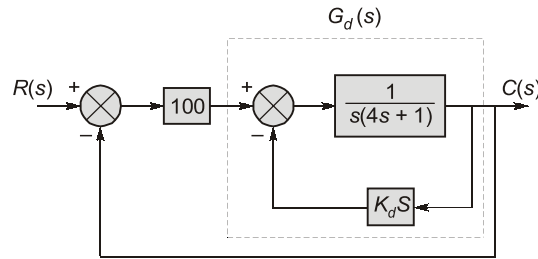 G_d(s)
R(s)
+
−
100
+
−
1
s(4s + 1)
C(s)
K_dS